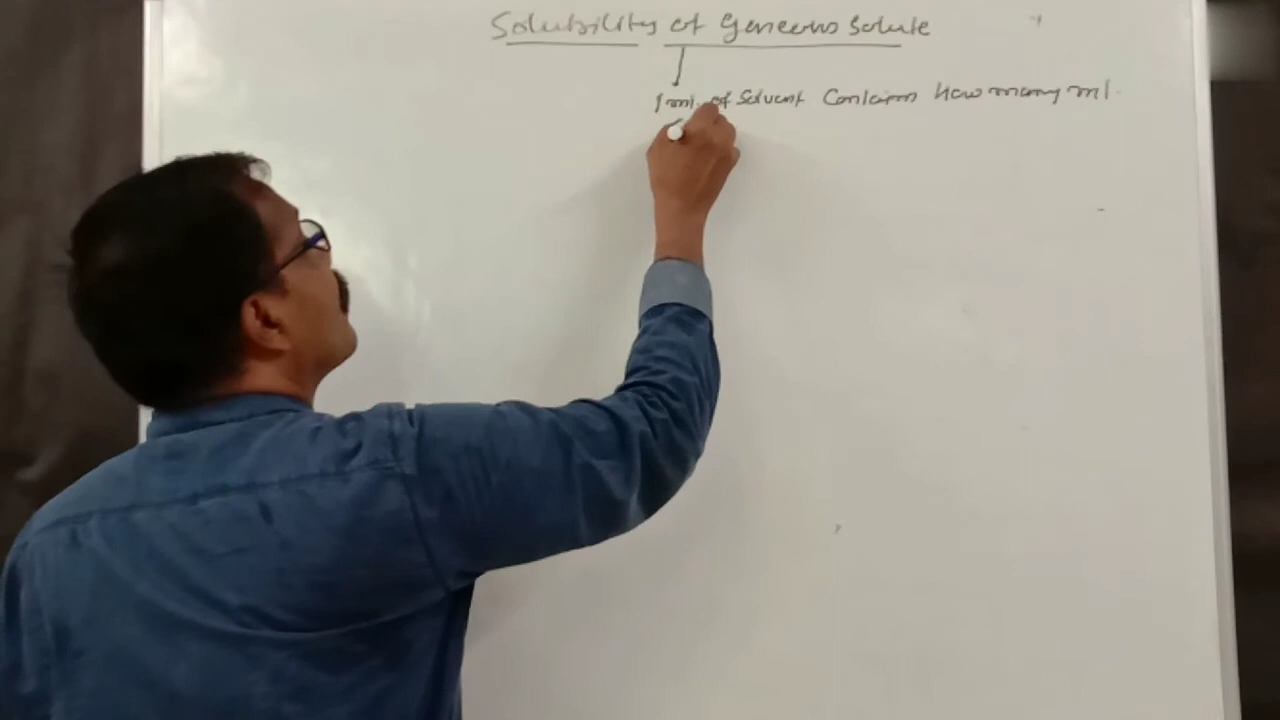 Solubility of Gaseous Solute
1 ml. of Solvent Contains How many ml.